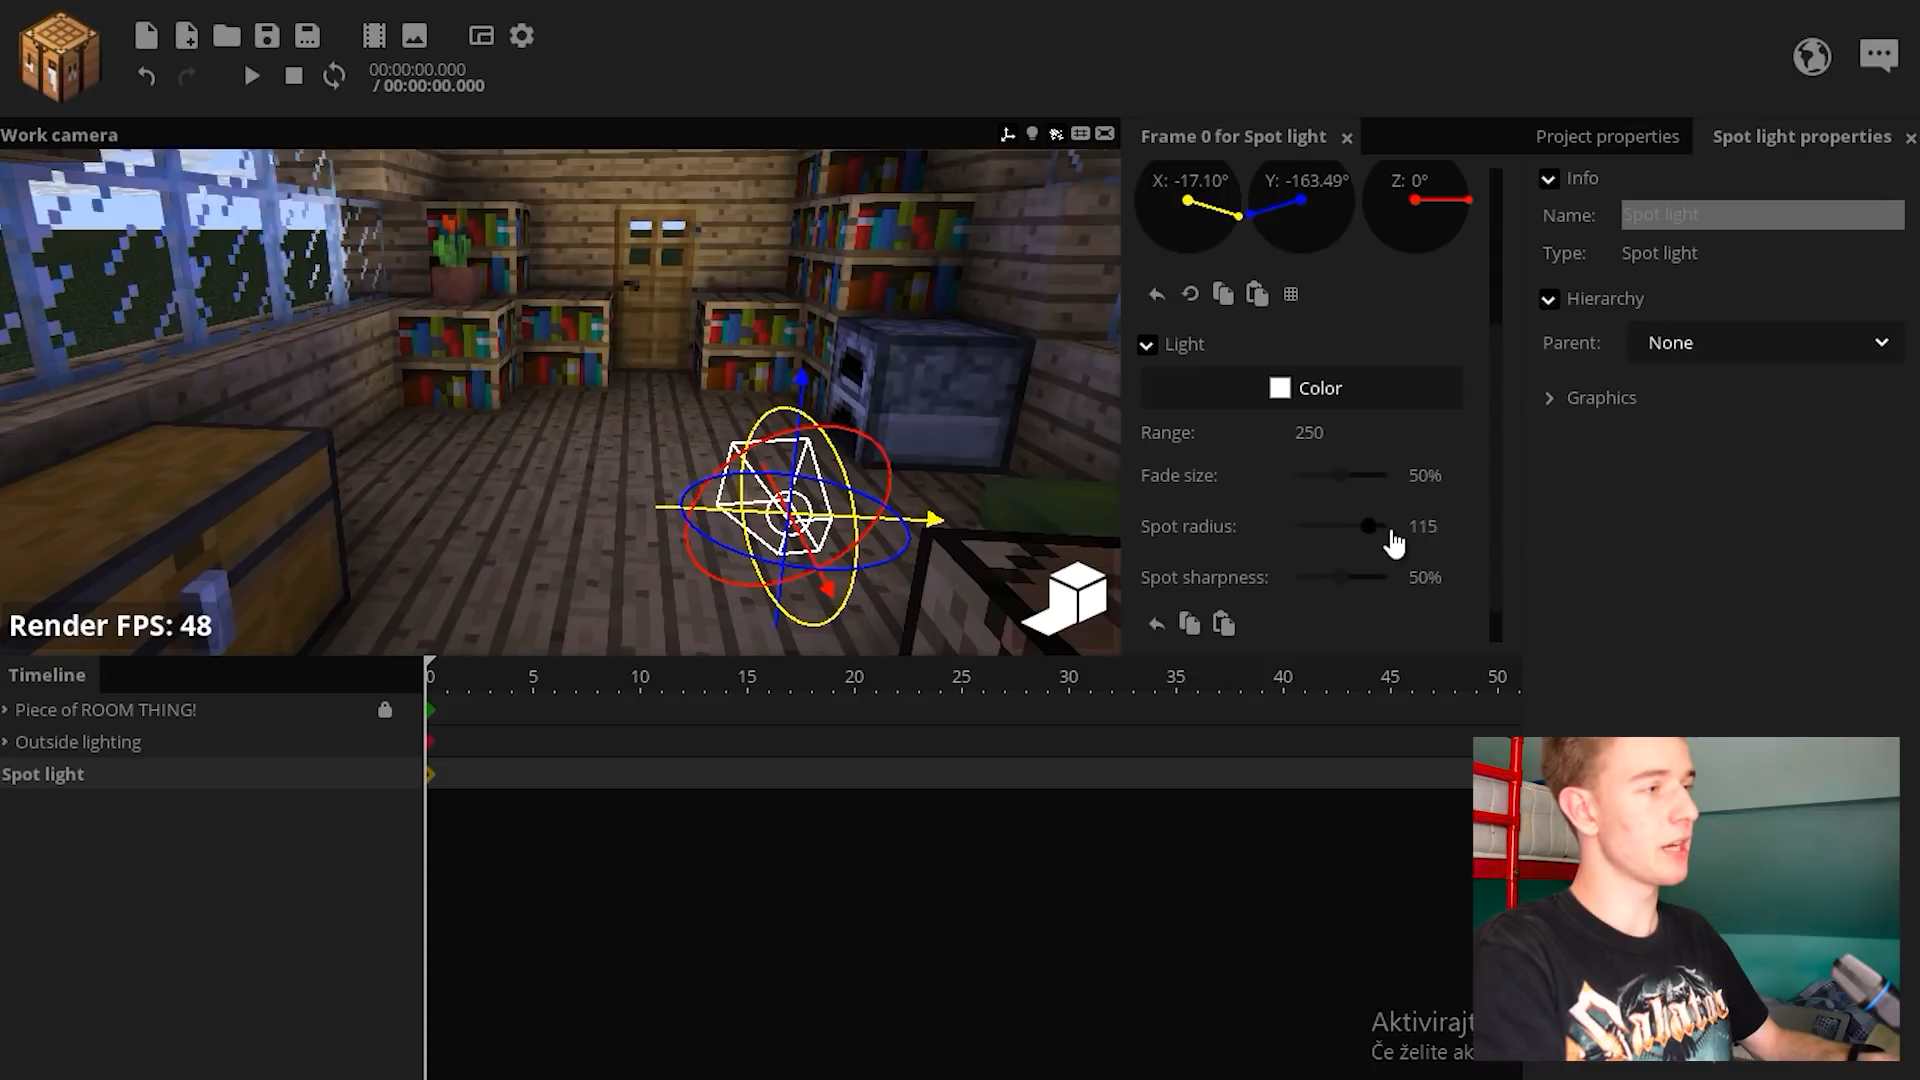 00:00:00.000
/ 00:00:00.000
Work camera
Frame 0 for Spot light
Project properties
Spot light properties
X: -17.10°
Y: -163.49°
Z: 0°
Info
Name: Spot light
Type: Spot light
Hierarchy
Parent: None
Graphics
Light
Color
Range: 250
Fade size: 50%
Spot radius: 115
Spot sharpness: 50%
Render FPS: 48
Timeline
0 5 10 15 20 25 30 35 40 45 50
Piece of ROOM THING!
Outside lighting
Spot light
Če želite